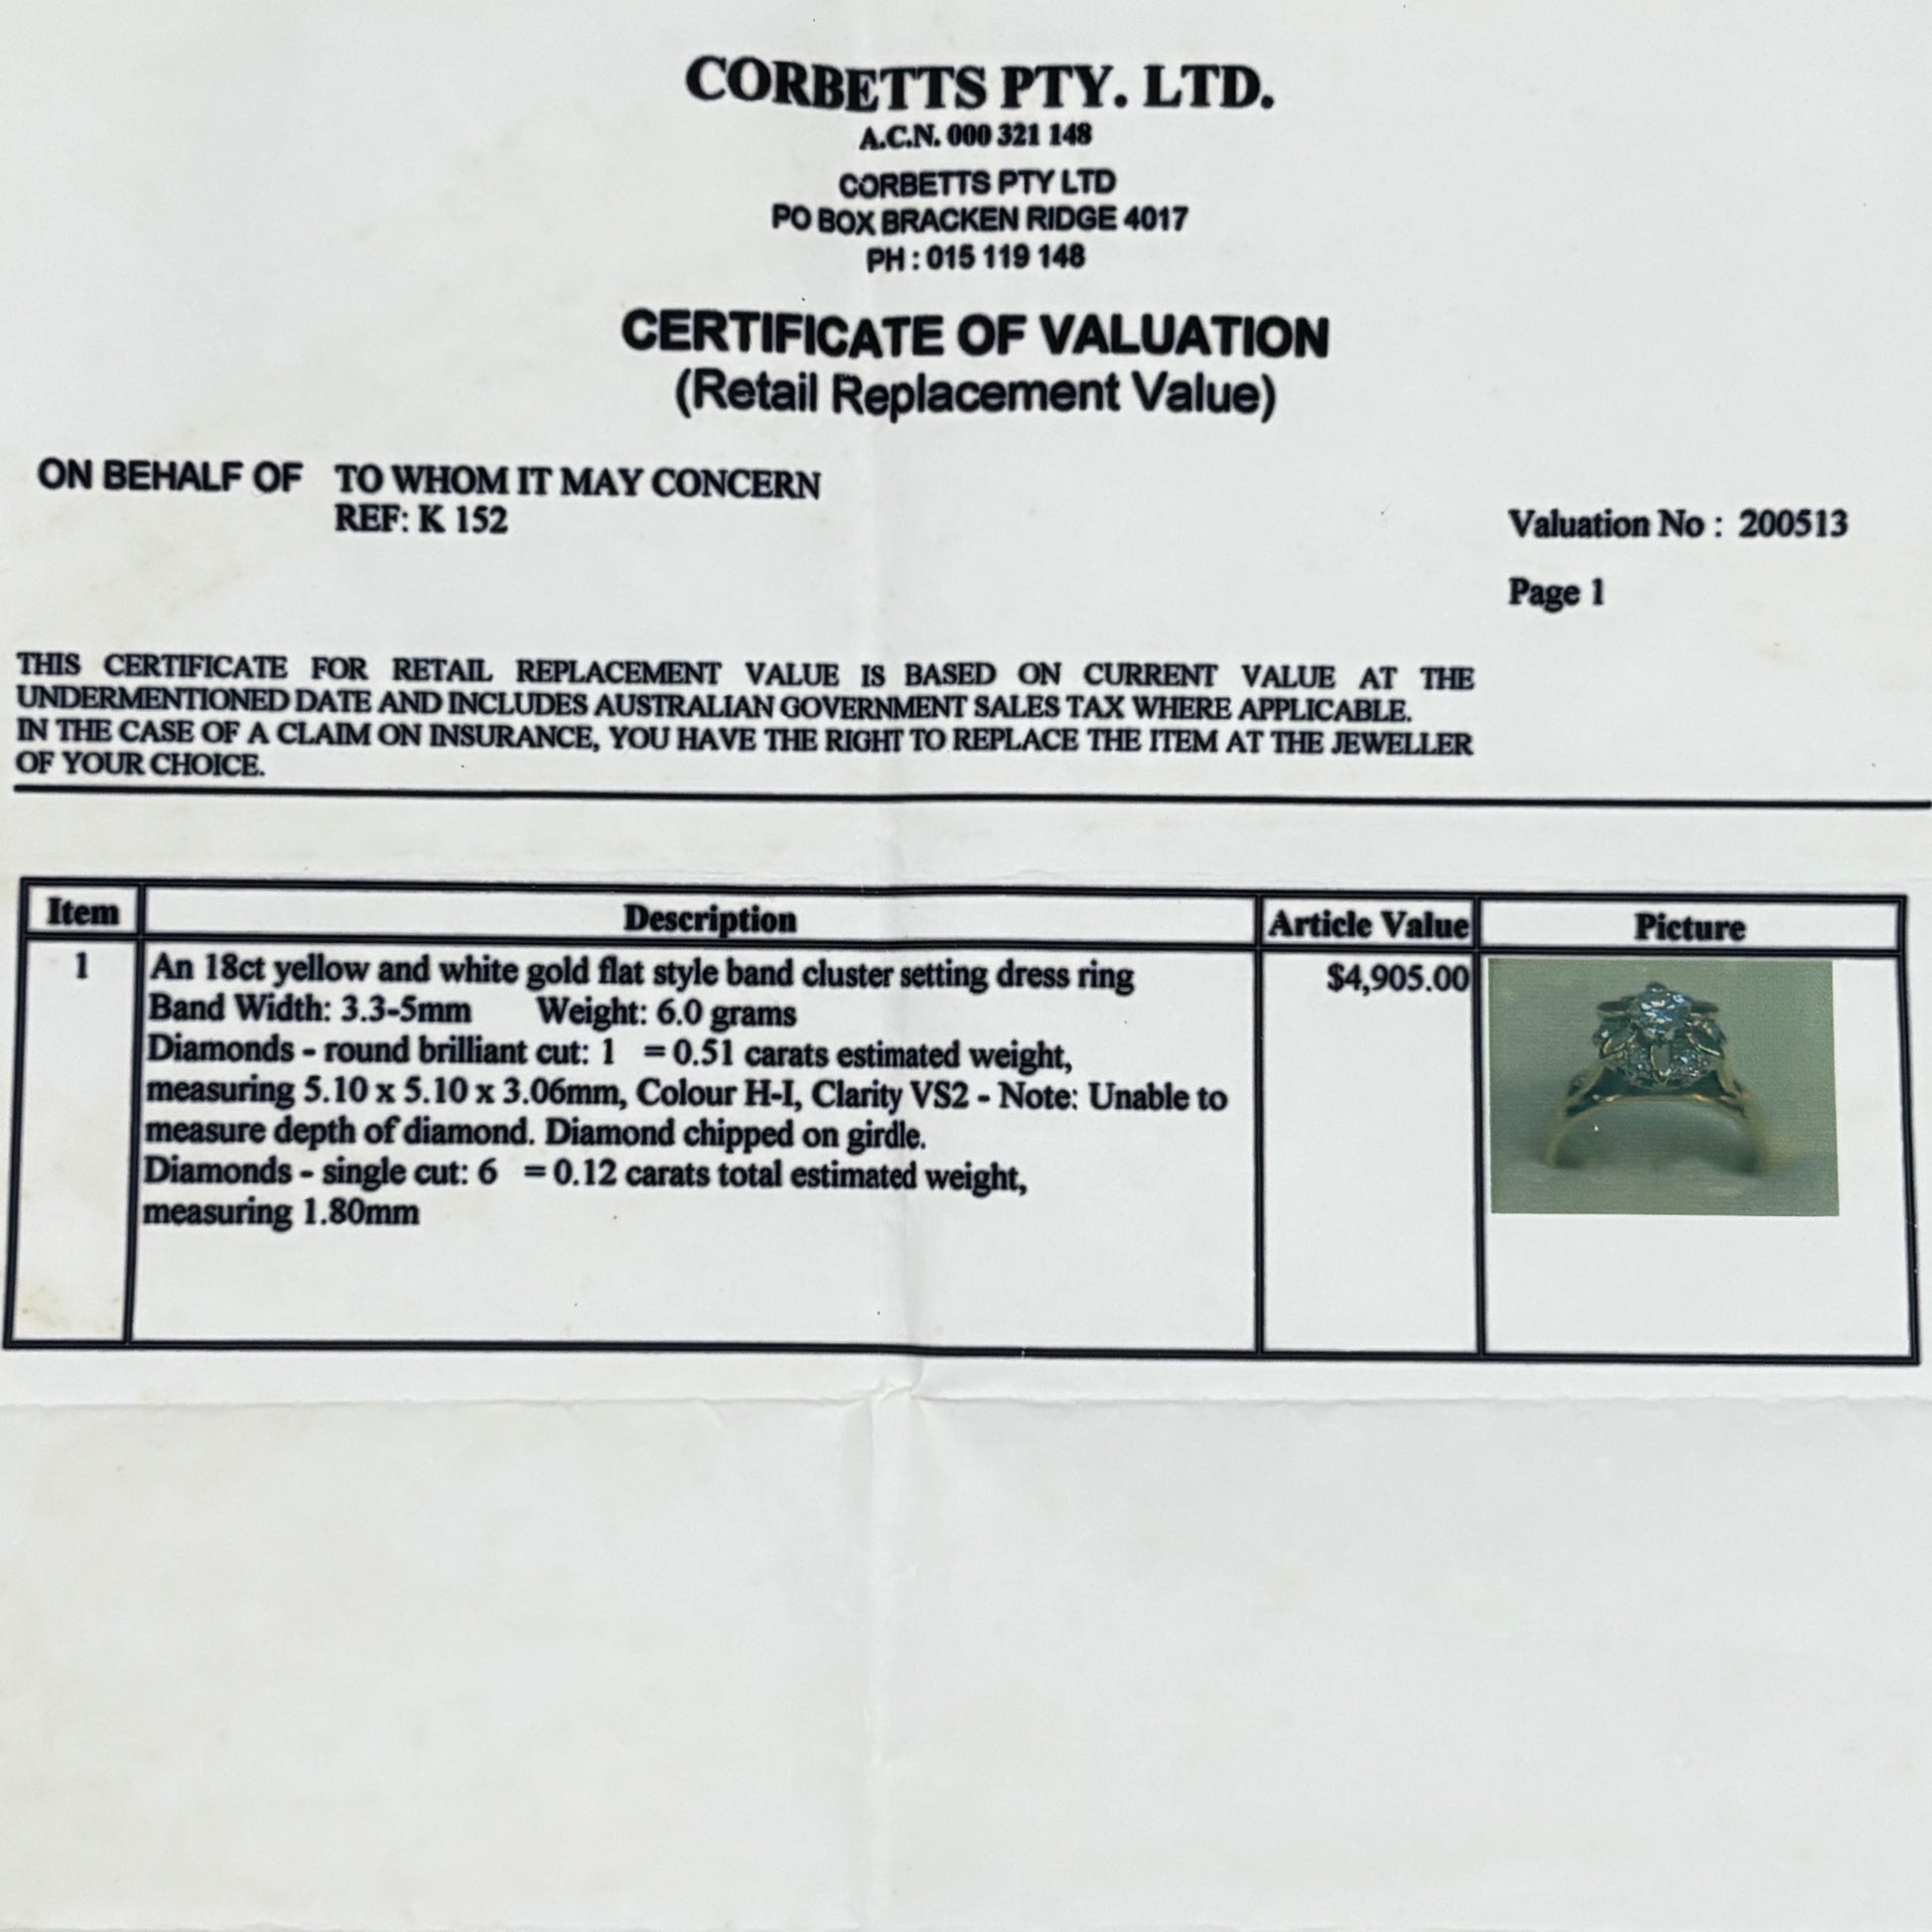 CORBETTS PTY. LTD.
A.C.N. 000 321 148
CORBETTS PTY LTD
PO BOX BRACKEN RIDGE 4017
PH : 015 119 148
CERTIFICATE OF VALUATION
(Retail Replacement Value)
ON BEHALF OF TO WHOM IT MAY CONCERN
REF: K 152
Valuation No : 200513
Page 1
THIS CERTIFICATE FOR RETAIL REPLACEMENT VALUE IS BASED ON CURRENT VALUE AT THE
UNDERMENTIONED DATE AND INCLUDES AUSTRALIAN GOVERNMENT SALES TAX WHERE APPLICABLE.
IN THE CASE OF A CLAIM ON INSURANCE, YOU HAVE THE RIGHT TO REPLACE THE ITEM AT THE JEWELLER
OF YOUR CHOICE.
Item Description Article Value Picture
1 An 18ct yellow and white gold flat style band cluster setting dress ring $4,905.00
Band Width: 3.3-5mm Weight: 6.0 grams
Diamonds - round brilliant cut: 1 = 0.51 carats estimated weight,
measuring 5.10 x 5.10 x 3.06mm, Colour H-I, Clarity VS2 - Note: Unable to
measure depth of diamond. Diamond chipped on girdle.
Diamonds - single cut: 6 = 0.12 carats total estimated weight,
measuring 1.80mm